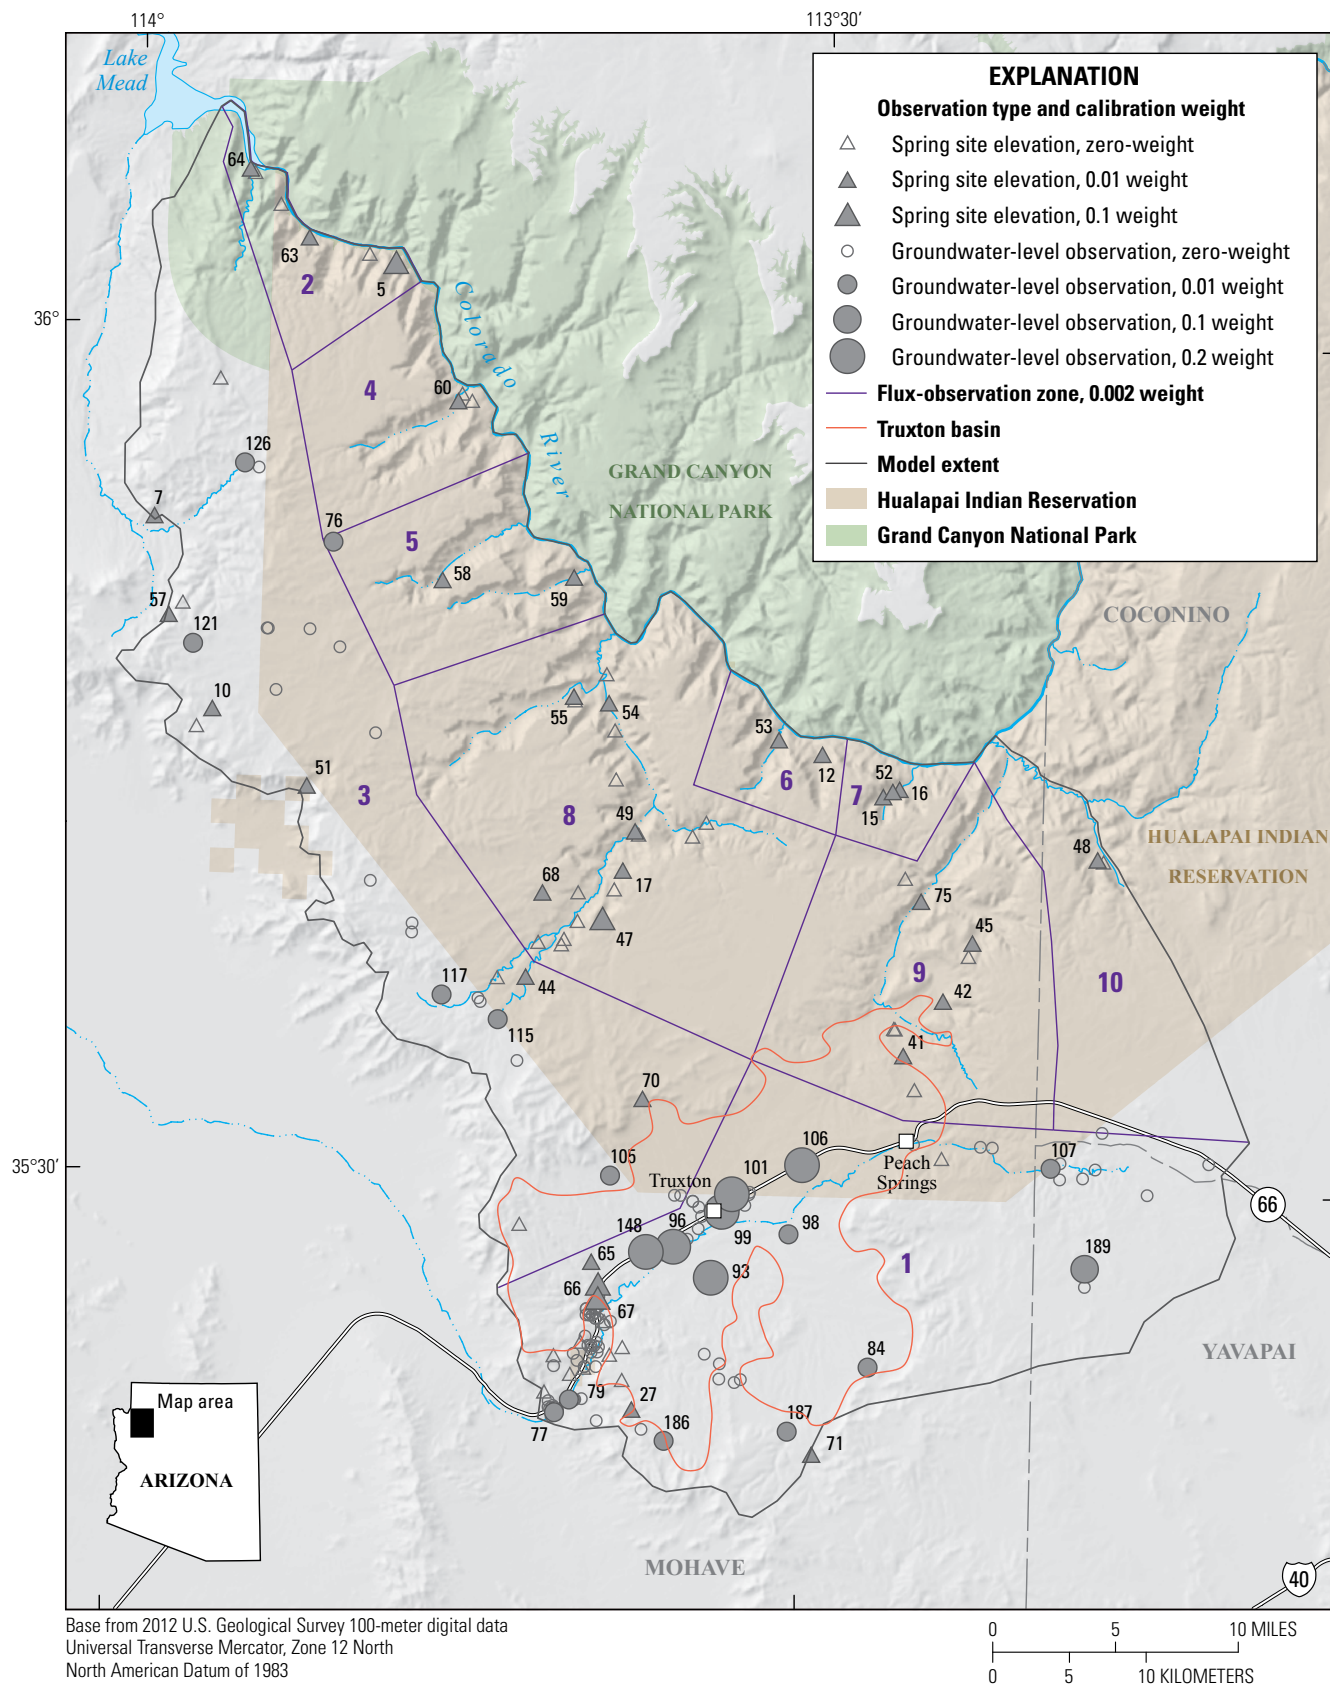 114°
113°30′
Lake
Mead
EXPLANATION
Observation type and calibration weight
Spring site elevation, zero-weight
Spring site elevation, 0.01 weight
Spring site elevation, 0.1 weight
Groundwater-level observation, zero-weight
Groundwater-level observation, 0.01 weight
Groundwater-level observation, 0.1 weight
Groundwater-level observation, 0.2 weight
Flux-observation zone, 0.002 weight
Truxton basin
Model extent
Hualapai Indian Reservation
Grand Canyon National Park
64
63
2
5
36°
Colorado
River
4
60
126
GRAND CANYON
NATIONAL PARK
7
76
5
58
59
57
121
COCONINO
10
55
54
53
12
52
16
15
51
3
6
7
8
49
48
HUALAPAI INDIAN
RESERVATION
17
68
47
75
45
9
10
117
44
42
115
41
70
35°30′
105
Truxton
101
106
Peach
Springs
107
66
148
96
99
98
93
1
189
65
66
67
YAVAPAI
84
79
77
27
186
187
71
Map area
ARIZONA
MOHAVE
40
Base from 2012 U.S. Geological Survey 100-meter digital data
Universal Transverse Mercator, Zone 12 North
North American Datum of 1983
0 5 10 MILES
0 5 10 KILOMETERS